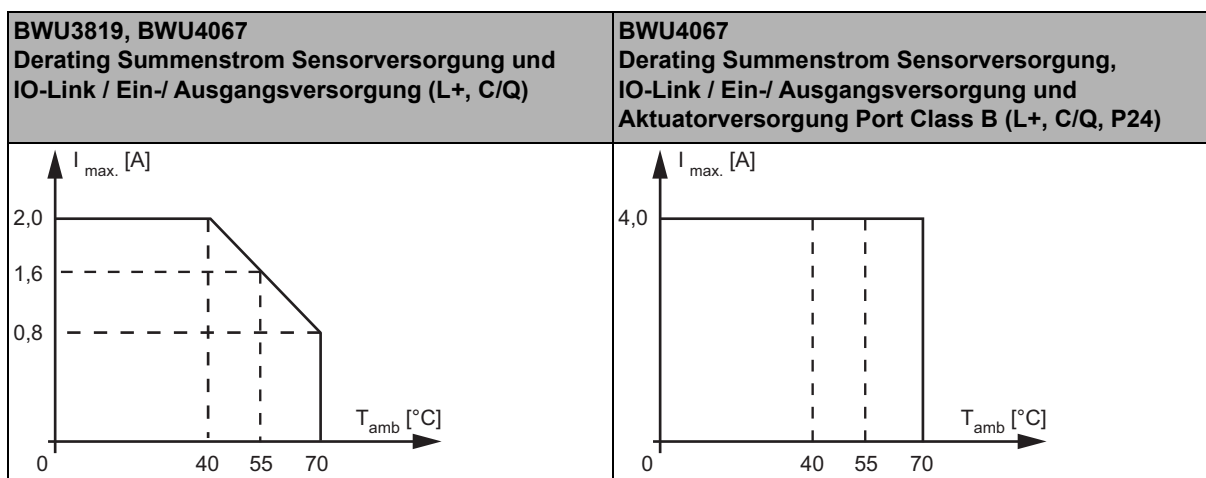 BWU3819, BWU4067
Derating Summenstrom Sensorversorgung und
IO-Link / Ein-/ Ausgangsversorgung (L+, C/Q)
I max. [A]
2,0
1,6
0,8
T amb [°C]
0 40 55 70
BWU4067
Derating Summenstrom Sensorversorgung,
IO-Link / Ein-/ Ausgangsversorgung und
Aktuatorversorgung Port Class B (L+, C/Q, P24)
I max. [A]
4,0
T amb [°C]
0 40 55 70